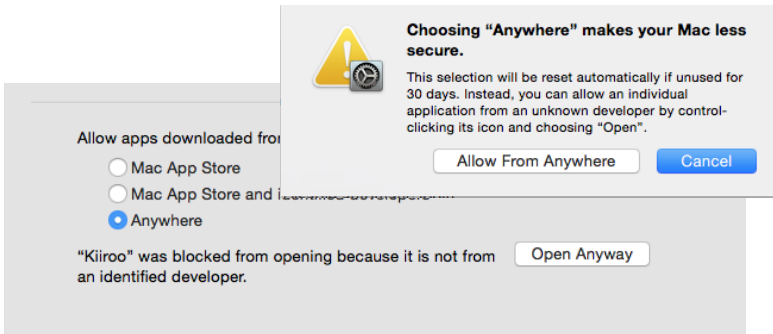 Choosing “Anywhere” makes your Mac less
secure.
This selection will be reset automatically if unused for
30 days. Instead, you can allow an individual
application from an unknown developer by control-
clicking its icon and choosing “Open”.
Allow From Anywhere
Cancel
Allow apps downloaded
Mac App Store
Mac App Store and
Anywhere
“Kiiroo” was blocked from opening because it is not from
an identified developer.
Open Anyway